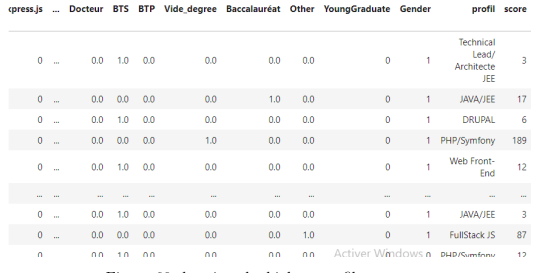 xpress.js ... Docteur BTS BTP Vide_degree Baccalauréat Other YoungGraduate Gender profil score
Technical
Lead/
0 ... 0.0 1.0 0.0 0.0 0.0 0.0 0 1 Architecte 3
JEE
0 ... 0.0 0.0 0.0 0.0 1.0 0.0 0 1 JAVA/JEE 17
0 ... 0.0 1.0 0.0 0.0 0.0 0.0 0 1 DRUPAL 6
0 ... 0.0 0.0 0.0 1.0 0.0 0.0 0 1 PHP/Symfony 189
0 ... 0.0 1.0 0.0 0.0 0.0 0.0 0 1 Web Front- 12
End
... ... ... ... ... ... ... ... ... ... ... ...
0 ... 0.0 1.0 0.0 0.0 0.0 0.0 0 1 JAVA/JEE 3
0 ... 0.0 0.0 0.0 0.0 0.0 1.0 0 1 FullStack JS 87
0 ... 0.0 1.0 0.0 0.0 0.0 0.0 0 0 PHP/Symfony 12
Activer Windows